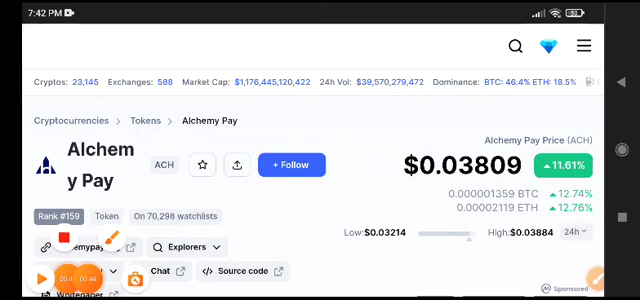 7:42 PM
51
Cryptos: 23,145 Exchanges: 588 Market Cap: $1,176,445,120,422 24h Vol: $39,570,279,472 Dominance: BTC: 46.4% ETH: 18.5%
Cryptocurrencies > Tokens > Alchemy Pay
Alchemy Pay Price (ACH)
Alchem
y Pay
ACH
+ Follow
$0.03809
11.61%
0.000001359 BTC 12.74%
0.00002119 ETH 12.76%
Rank #159 Token On 70,298 watchlists
Low: $0.03214 High: $0.03884 24h
Explorers
Chat Source code
00:44
Whitepaper
Sponsored